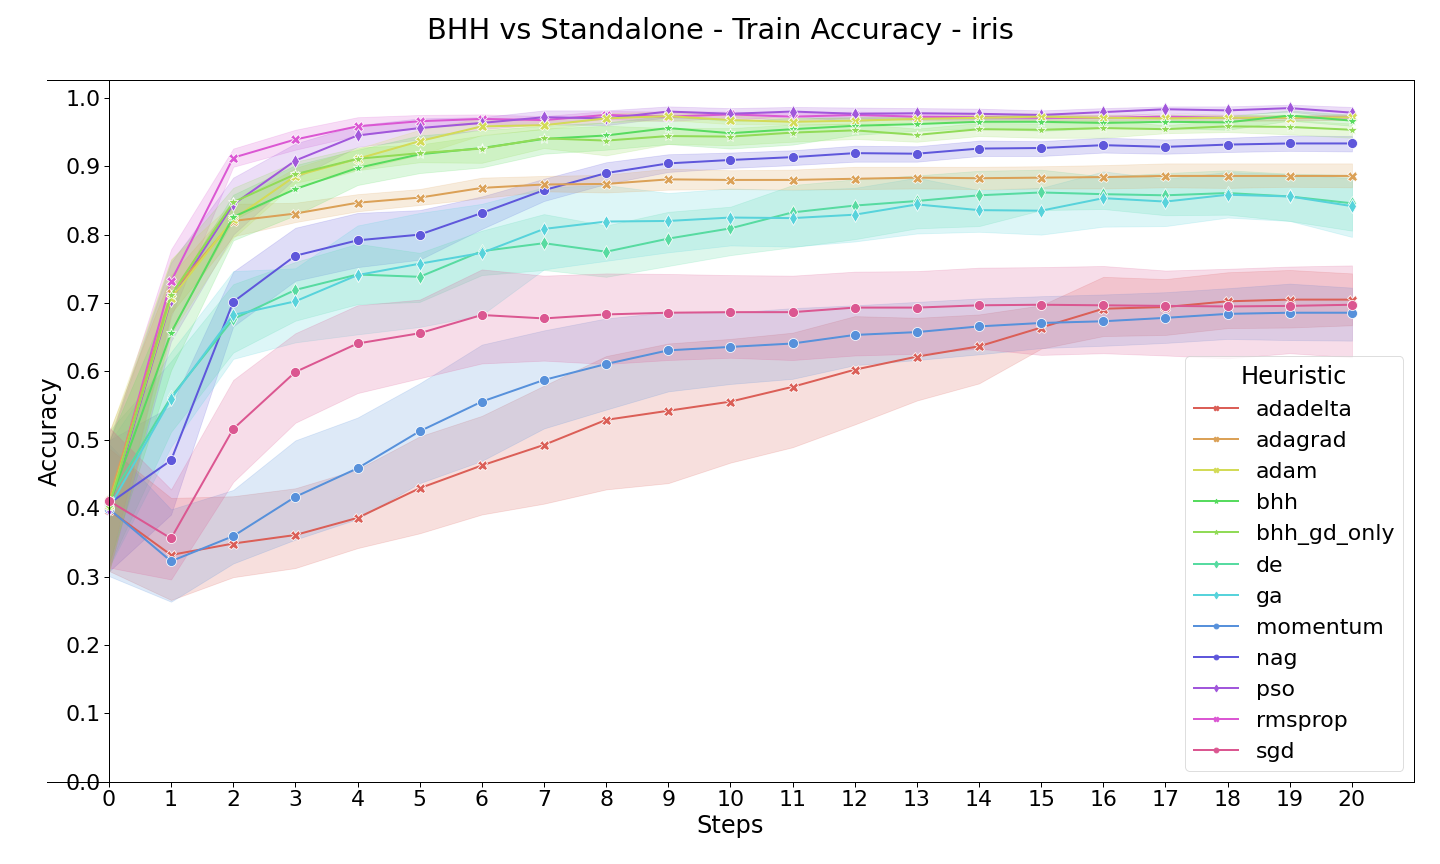 BHH vs Standalone - Train Accuracy - iris
1.0
0.9
0.8
0.7
0.6
0.5
0.4
0.3
0.2
0.1
0.0
Accuracy
0 1 2 3 4 5 6 7 8 9 10 11 12 13 14 15 16 17 18 19 20
Steps
Heuristic
adadelta
adagrad
adam
bhh
bhh_gd_only
de
ga
momentum
nag
pso
rmsprop
sgd